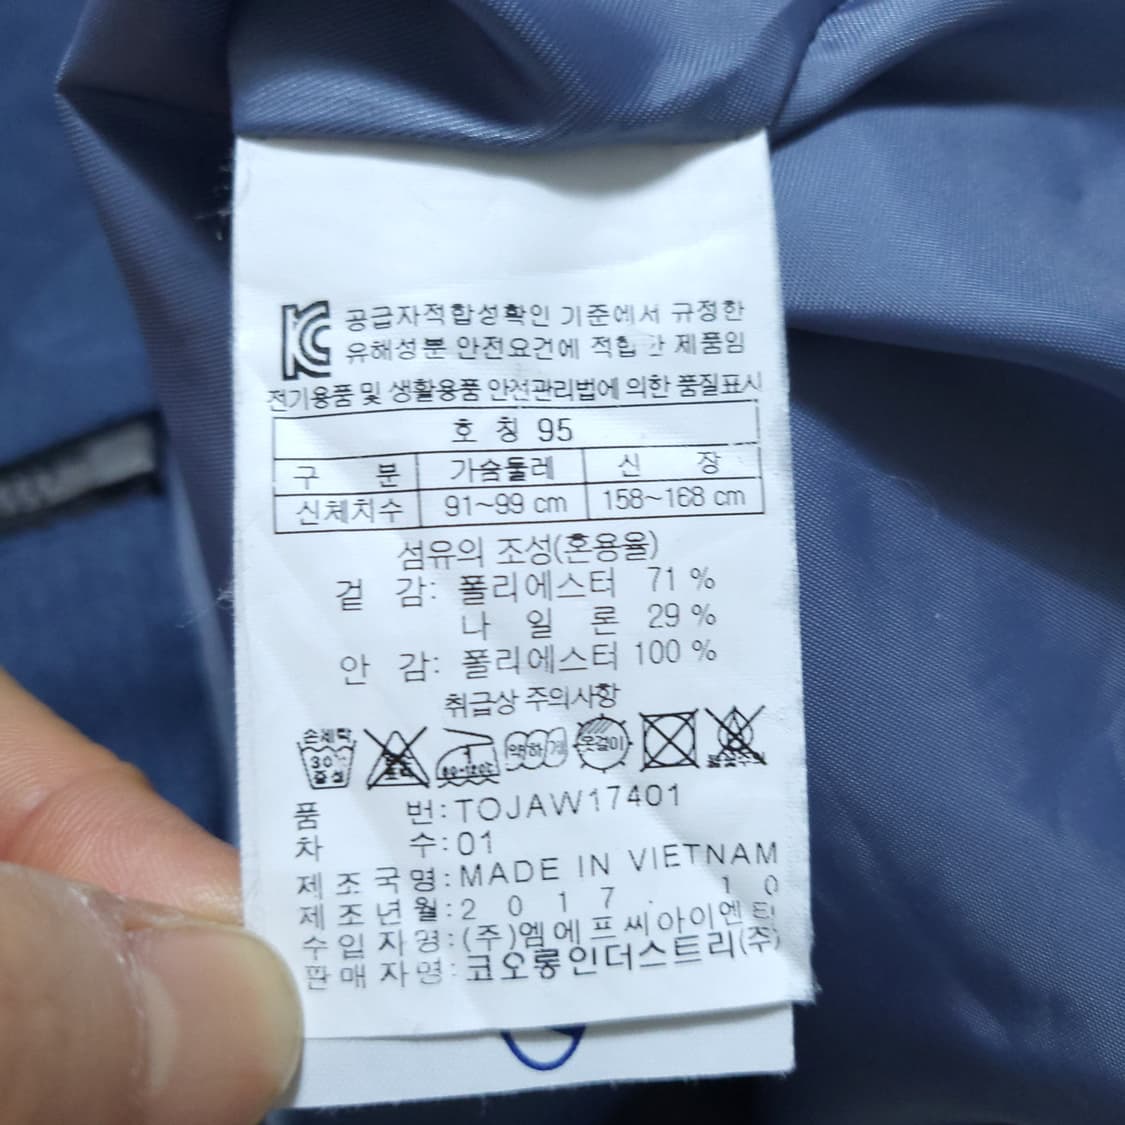 KC 공급자적합성확인 기준에서 규정한
유해성분 안전요건에 적합한 제품임
전기용품 및 생활용품 안전관리법에 의한 품질표시
호 칭 95
구 분 가슴둘레 신 장
신체치수 91~99 cm 158~168 cm
섬유의 조성(혼용율)
겉 감: 폴리에스터 71 %
나 일 론 29 %
안 감: 폴리에스터 100 %
취급상 주의사항
손세탁
30℃ 중성 1 80-120℃ 약하게 옷걸이
품 번:TOJAW17401
차 수:01
제 조 국 명:MADE IN VIETNAM
제 조 년 월:2 0 1 7 . 1 0
수 입 자 명:(주)엠에프씨아이엔티
판 매 자 명:코오롱인더스트리(주)